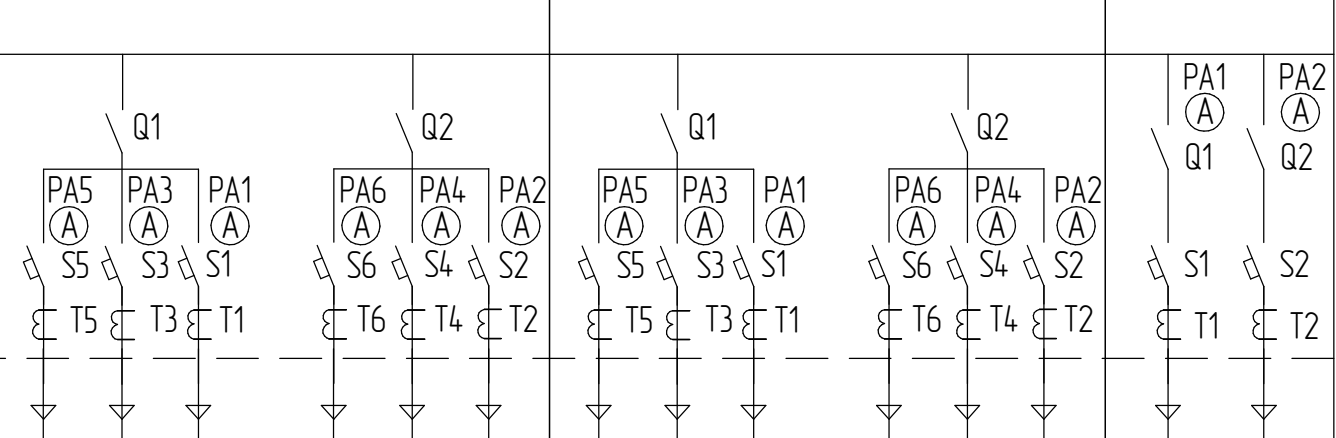 PA1 PA2
A A
Q1 Q2 Q1 Q2
Q1 Q2
PA5 PA3 PA1 PA6 PA4 PA2 PA5 PA3 PA1 PA6 PA4 PA2
A A A A A A A A A A A A
S5 S3 S1 S6 S4 S2 S5 S3 S1 S6 S4 S2 S1 S2
T5 T3 T1 T6 T4 T2 T5 T3 T1 T6 T4 T2 T1 T2